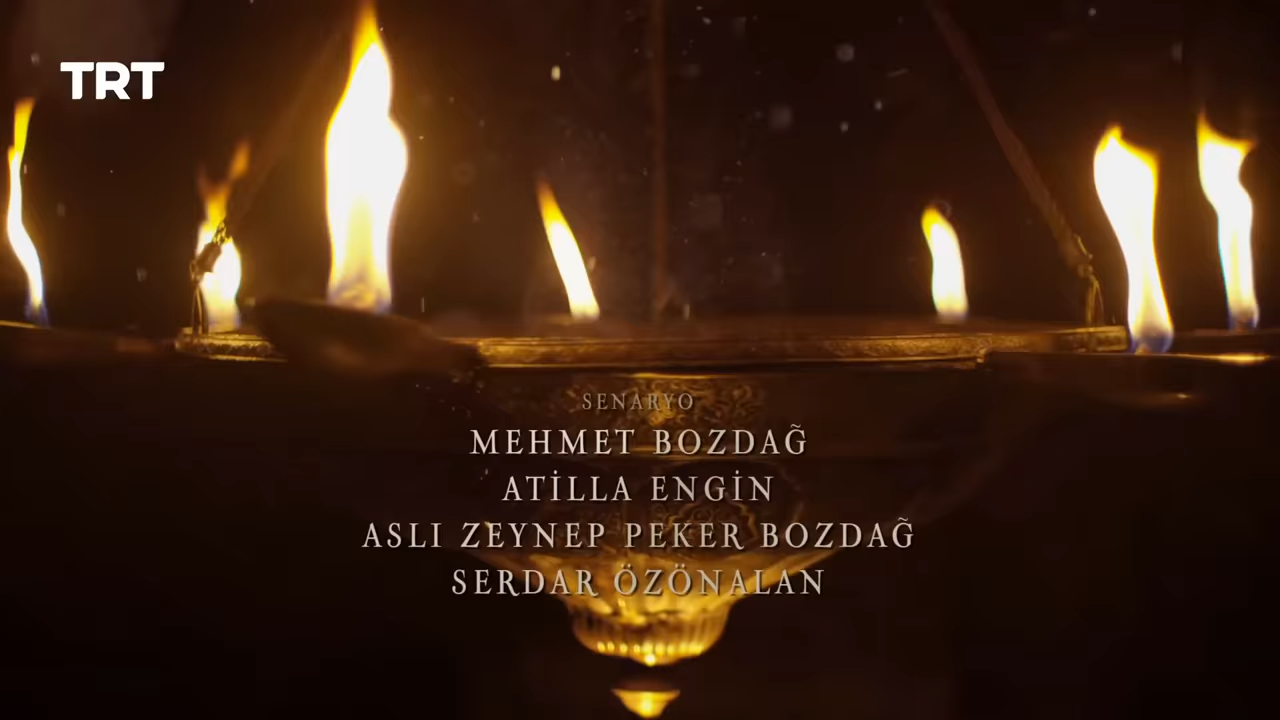 TRT
SENARYO
MEHMET BOZDAĞ
ATİLLA ENGİN
ASLI ZEYNEP PEKER BOZDAĞ
SERDAR ÖZÖNALAN